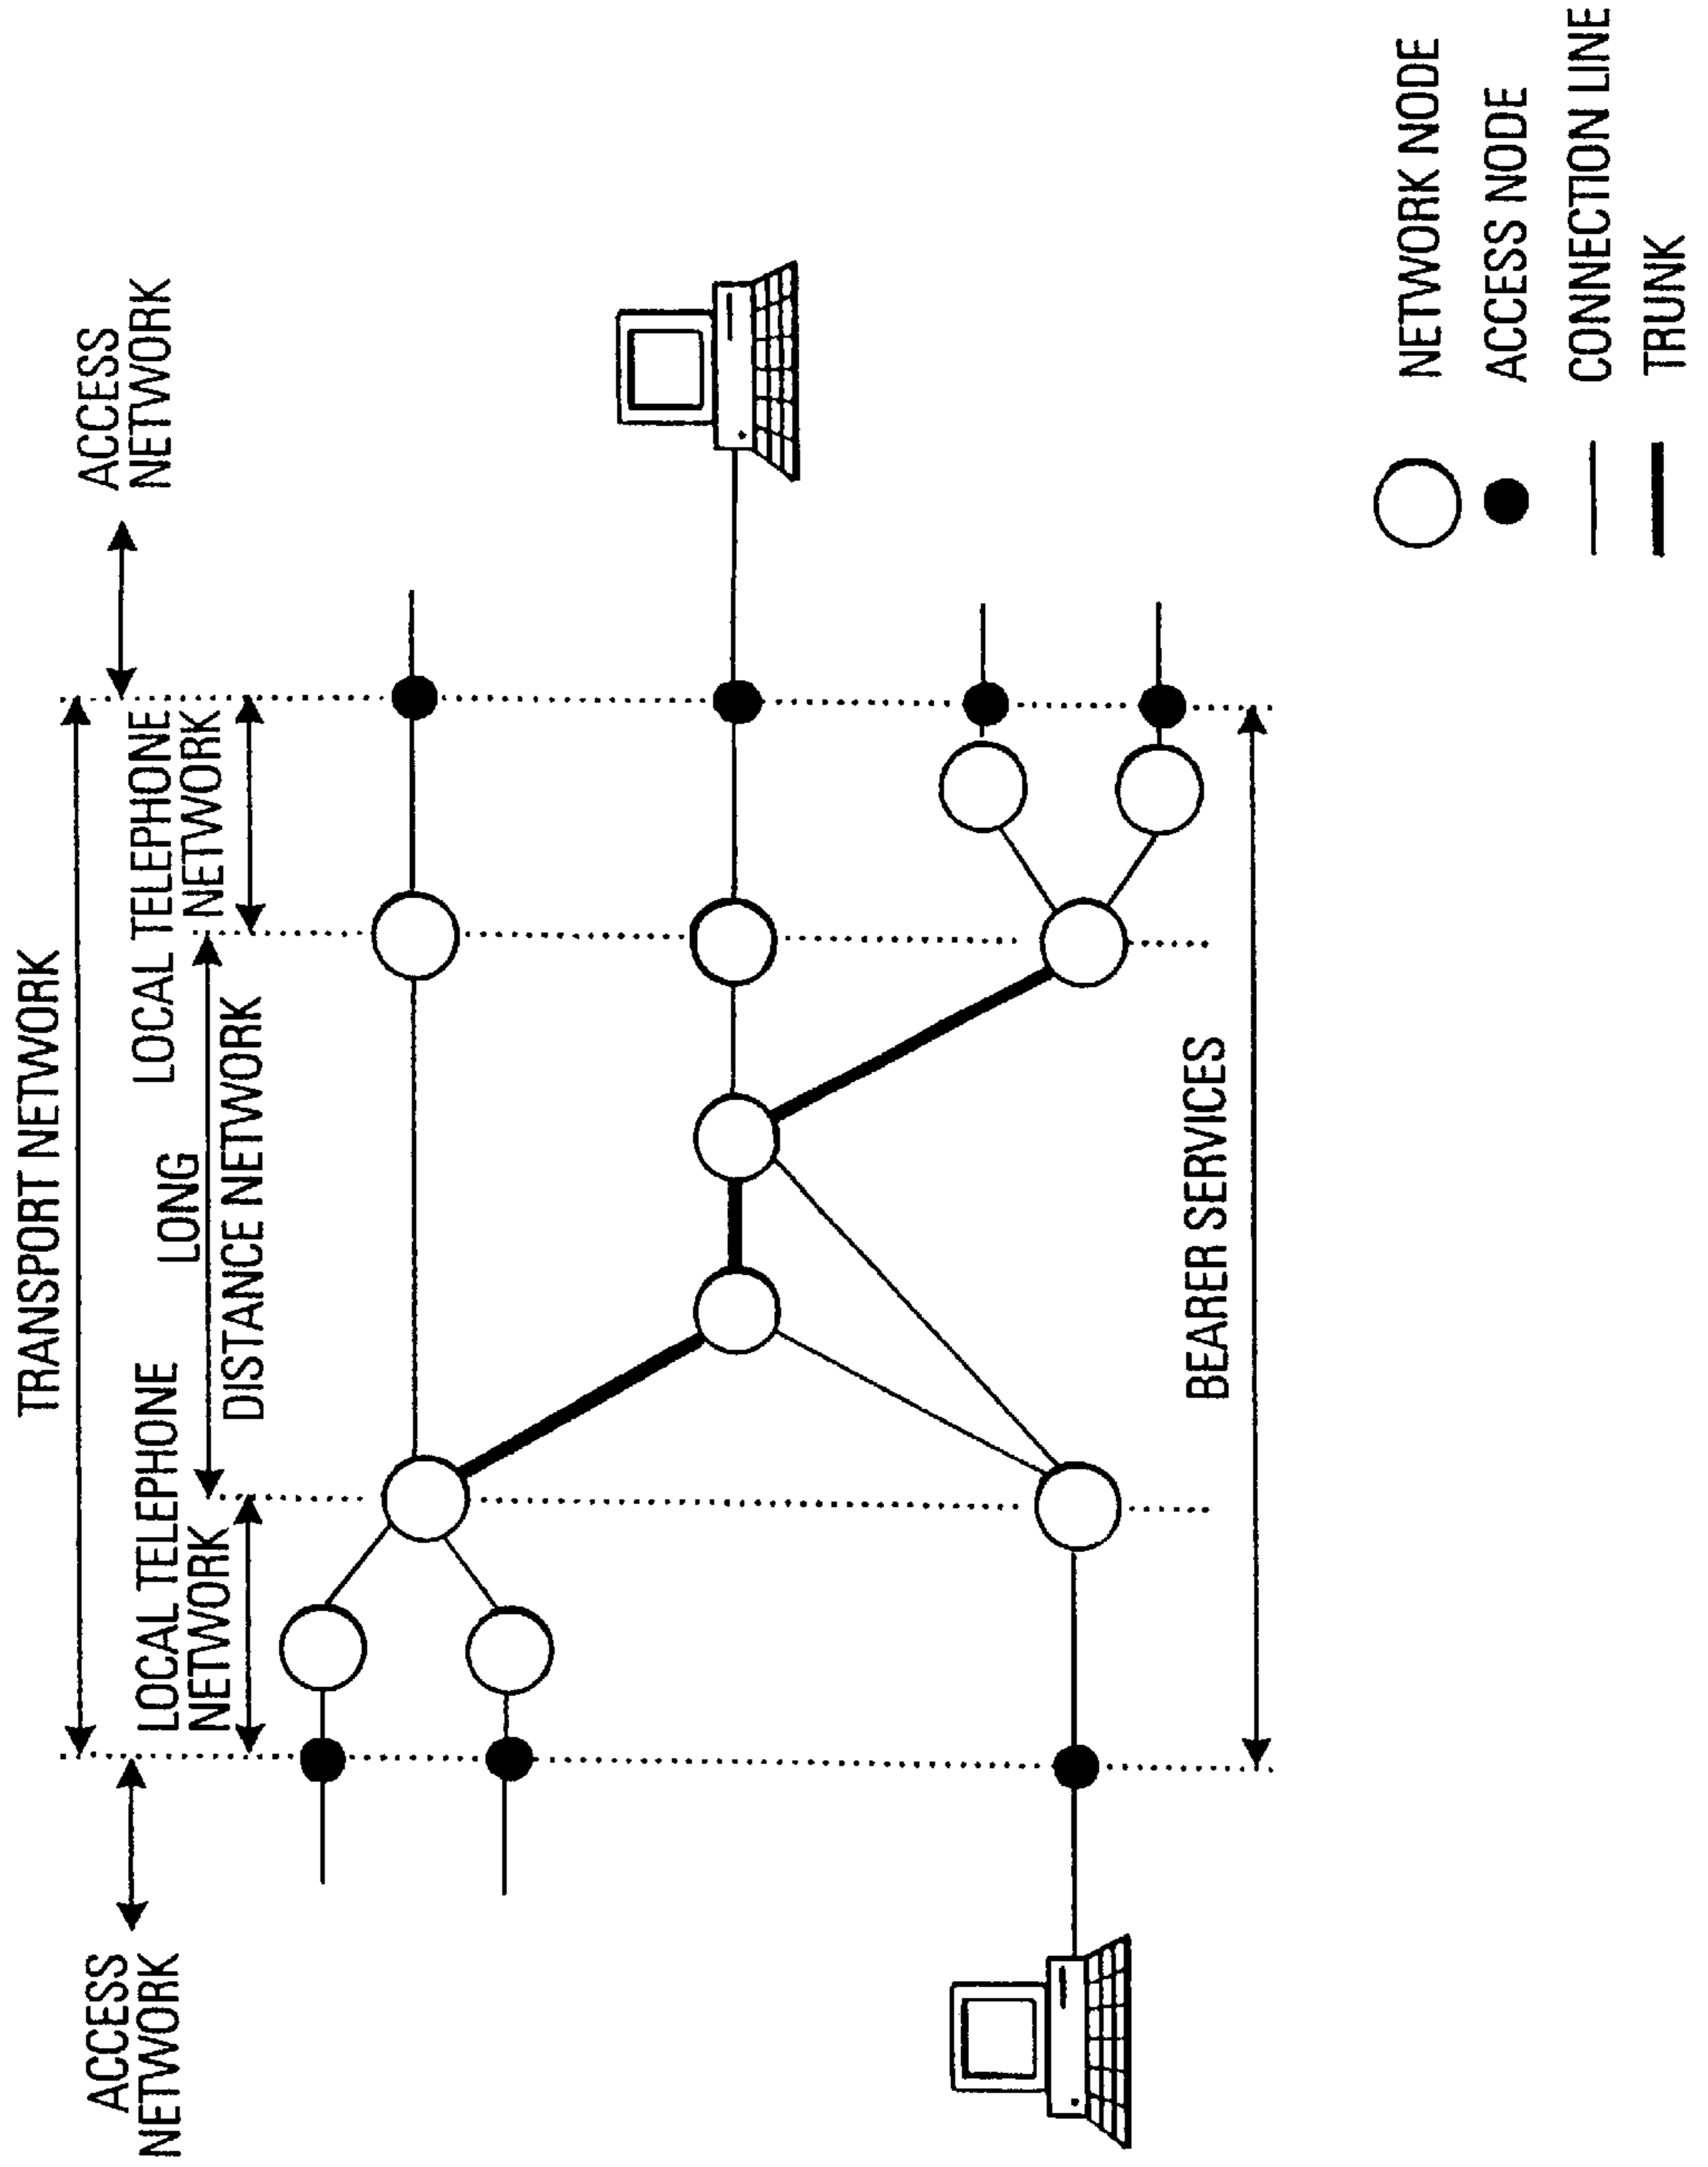 TRANSPORT NETWORK
ACCESS
NETWORK
LOCAL TELEPHONE
NETWORK
LONG
DISTANCE NETWORK
LOCAL TELEPHONE
NETWORK
ACCESS
NETWORK
BEARER SERVICES
NETWORK NODE
ACCESS NODE
CONNECTION LINE
TRUNK